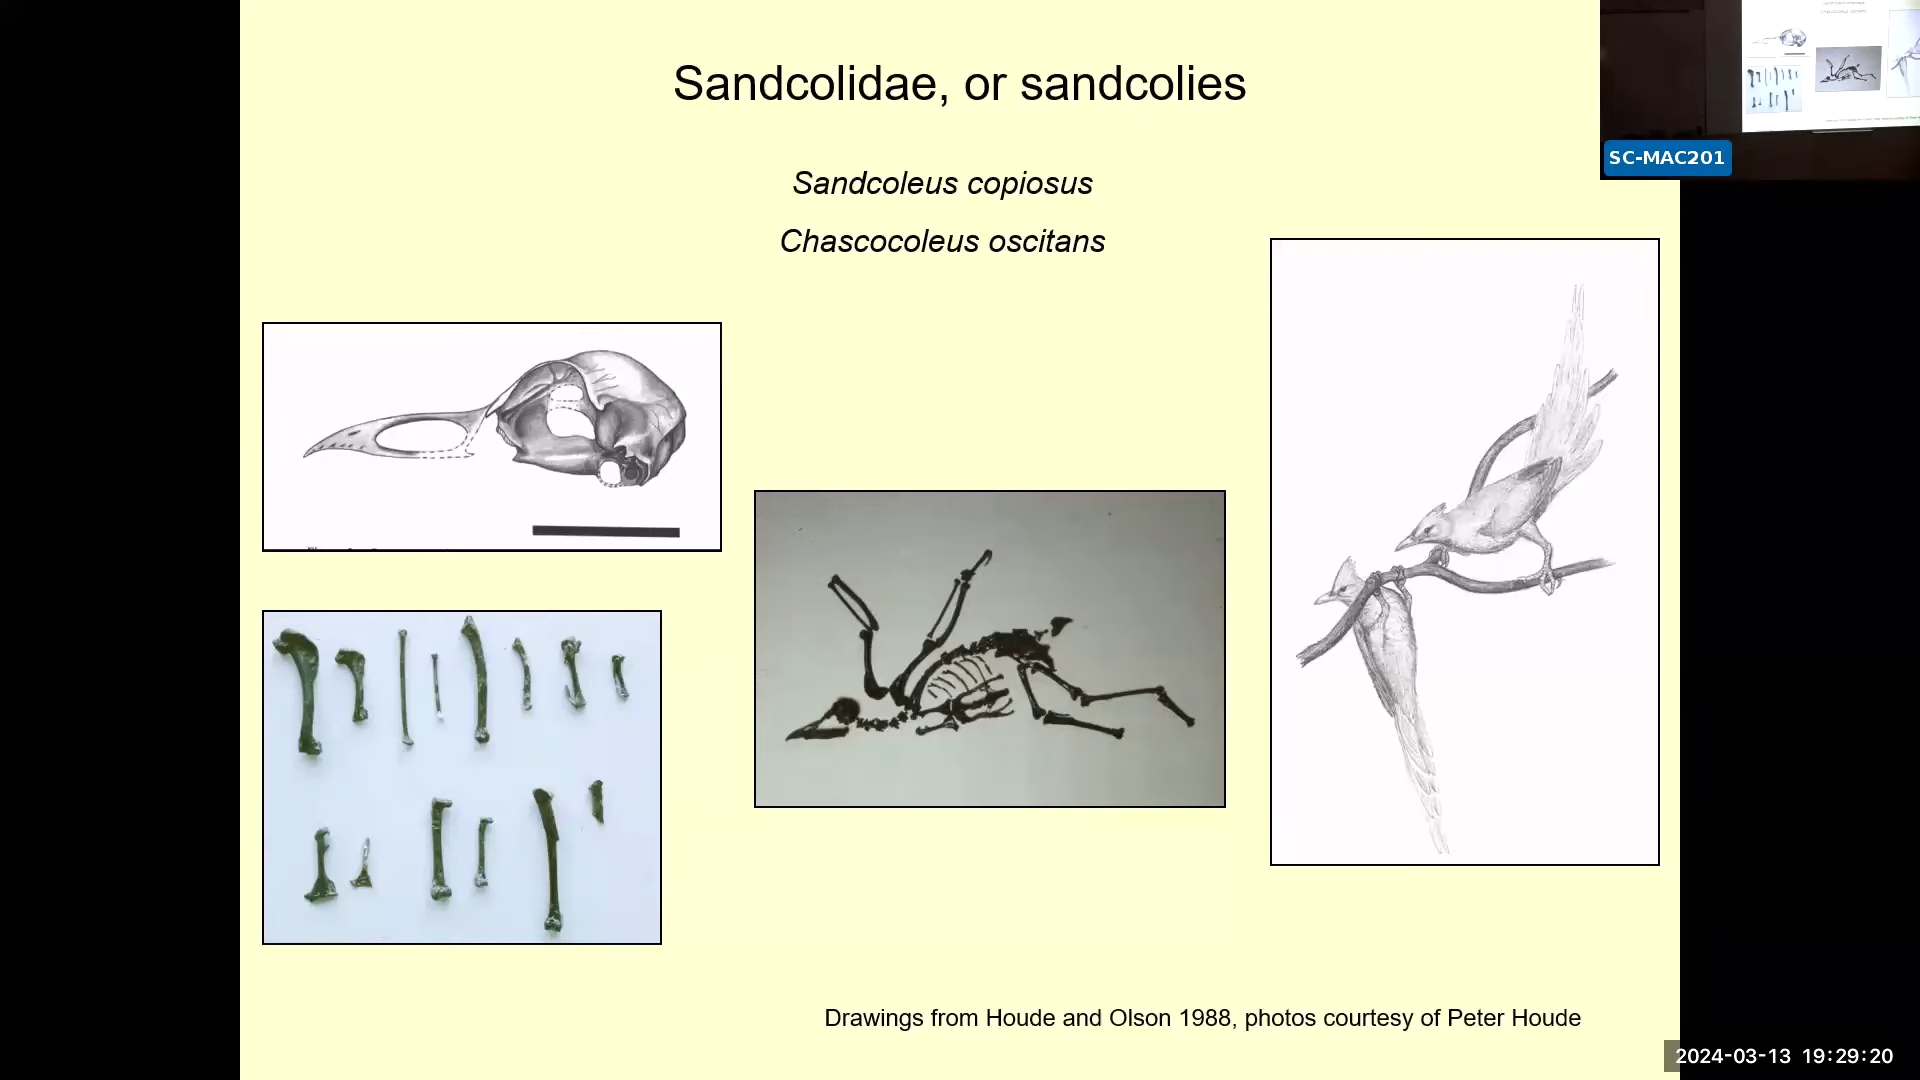 Sandcolidae, or sandcolies
Sandcoleus copiosus
Chascocoleus oscitans
SC-MAC201
Drawings from Houde and Olson 1988, photos courtesy of Peter Houde
2024-03-13 19:29:20